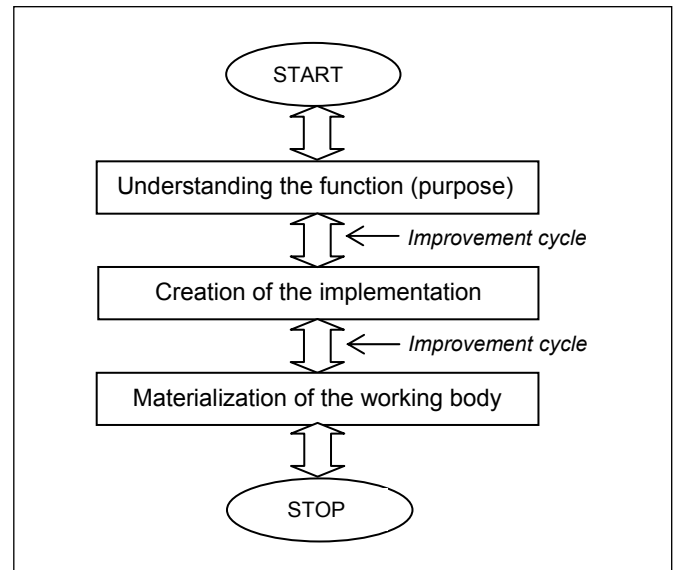 START
Understanding the function (purpose)
Improvement cycle
Creation of the implementation
Improvement cycle
Materialization of the working body
STOP